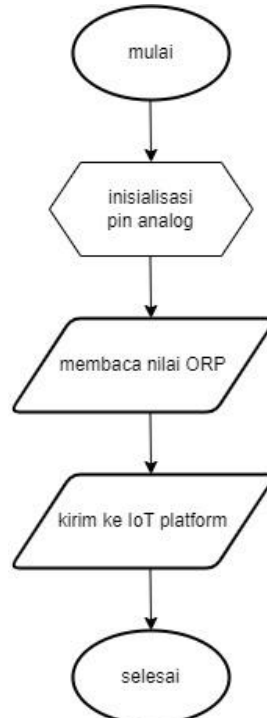 mulai
inisialisasi
pin analog
membaca nilai ORP
kirim ke IoT platform
selesai